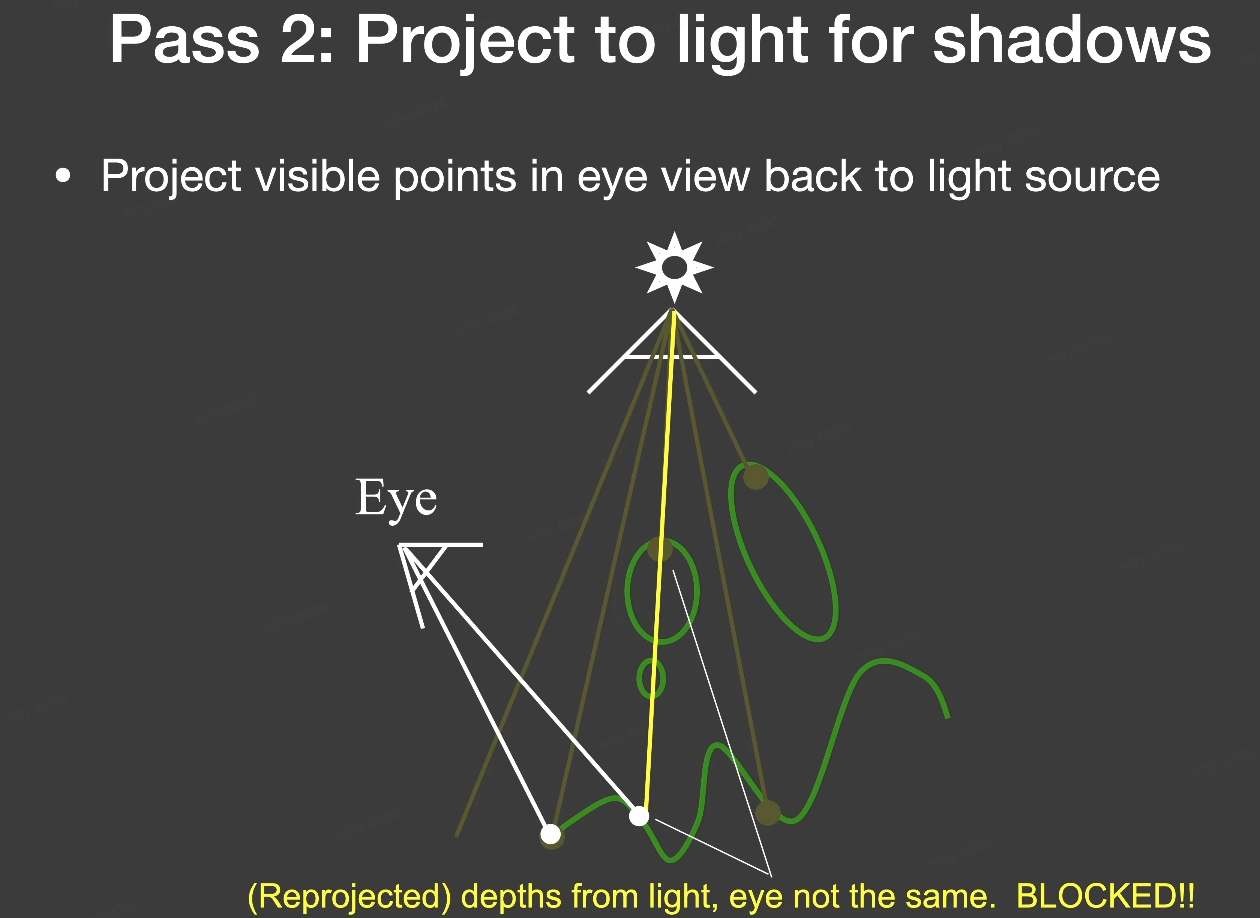 Pass 2: Project to light for shadows
• Project visible points in eye view back to light source
Eye
(Reprojected) depths from light, eye not the same. BLOCKED!!